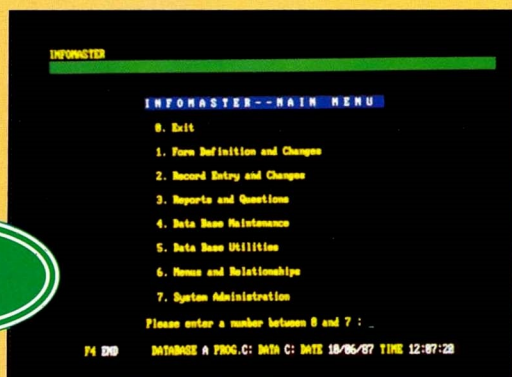 INFOMASTER
INFOMASTER--MAIN MENU
0. Exit
1. Form Definition and Changes
2. Record Entry and Changes
3. Reports and Questions
4. Data Base Maintenance
5. Data Base Utilities
6. Menus and Relationships
7. System Administration
Please enter a number between 0 and 7 : _
F4 END DATABASE A PROG.C: DATA C: DATE 10/06/87 TIME 12:07:28